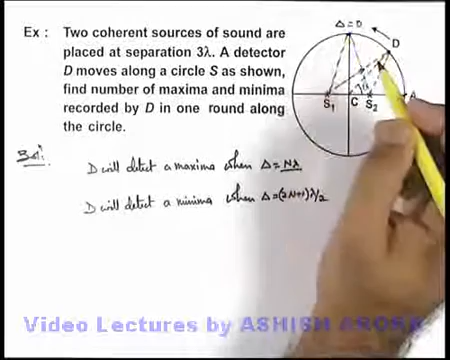 Ex : Two coherent sources of sound are
placed at separation 3λ. A detector
D moves along a circle S as shown,
find number of maxima and minima
recorded by D in one round along
the circle.
Δ=0
D
S₁ C S₂ A
Sol:
D will detect a maxima when Δ = Nλ
D will detect a minima when Δ=(2N+1)λ/2
Video Lectures by ASHISH ARORA